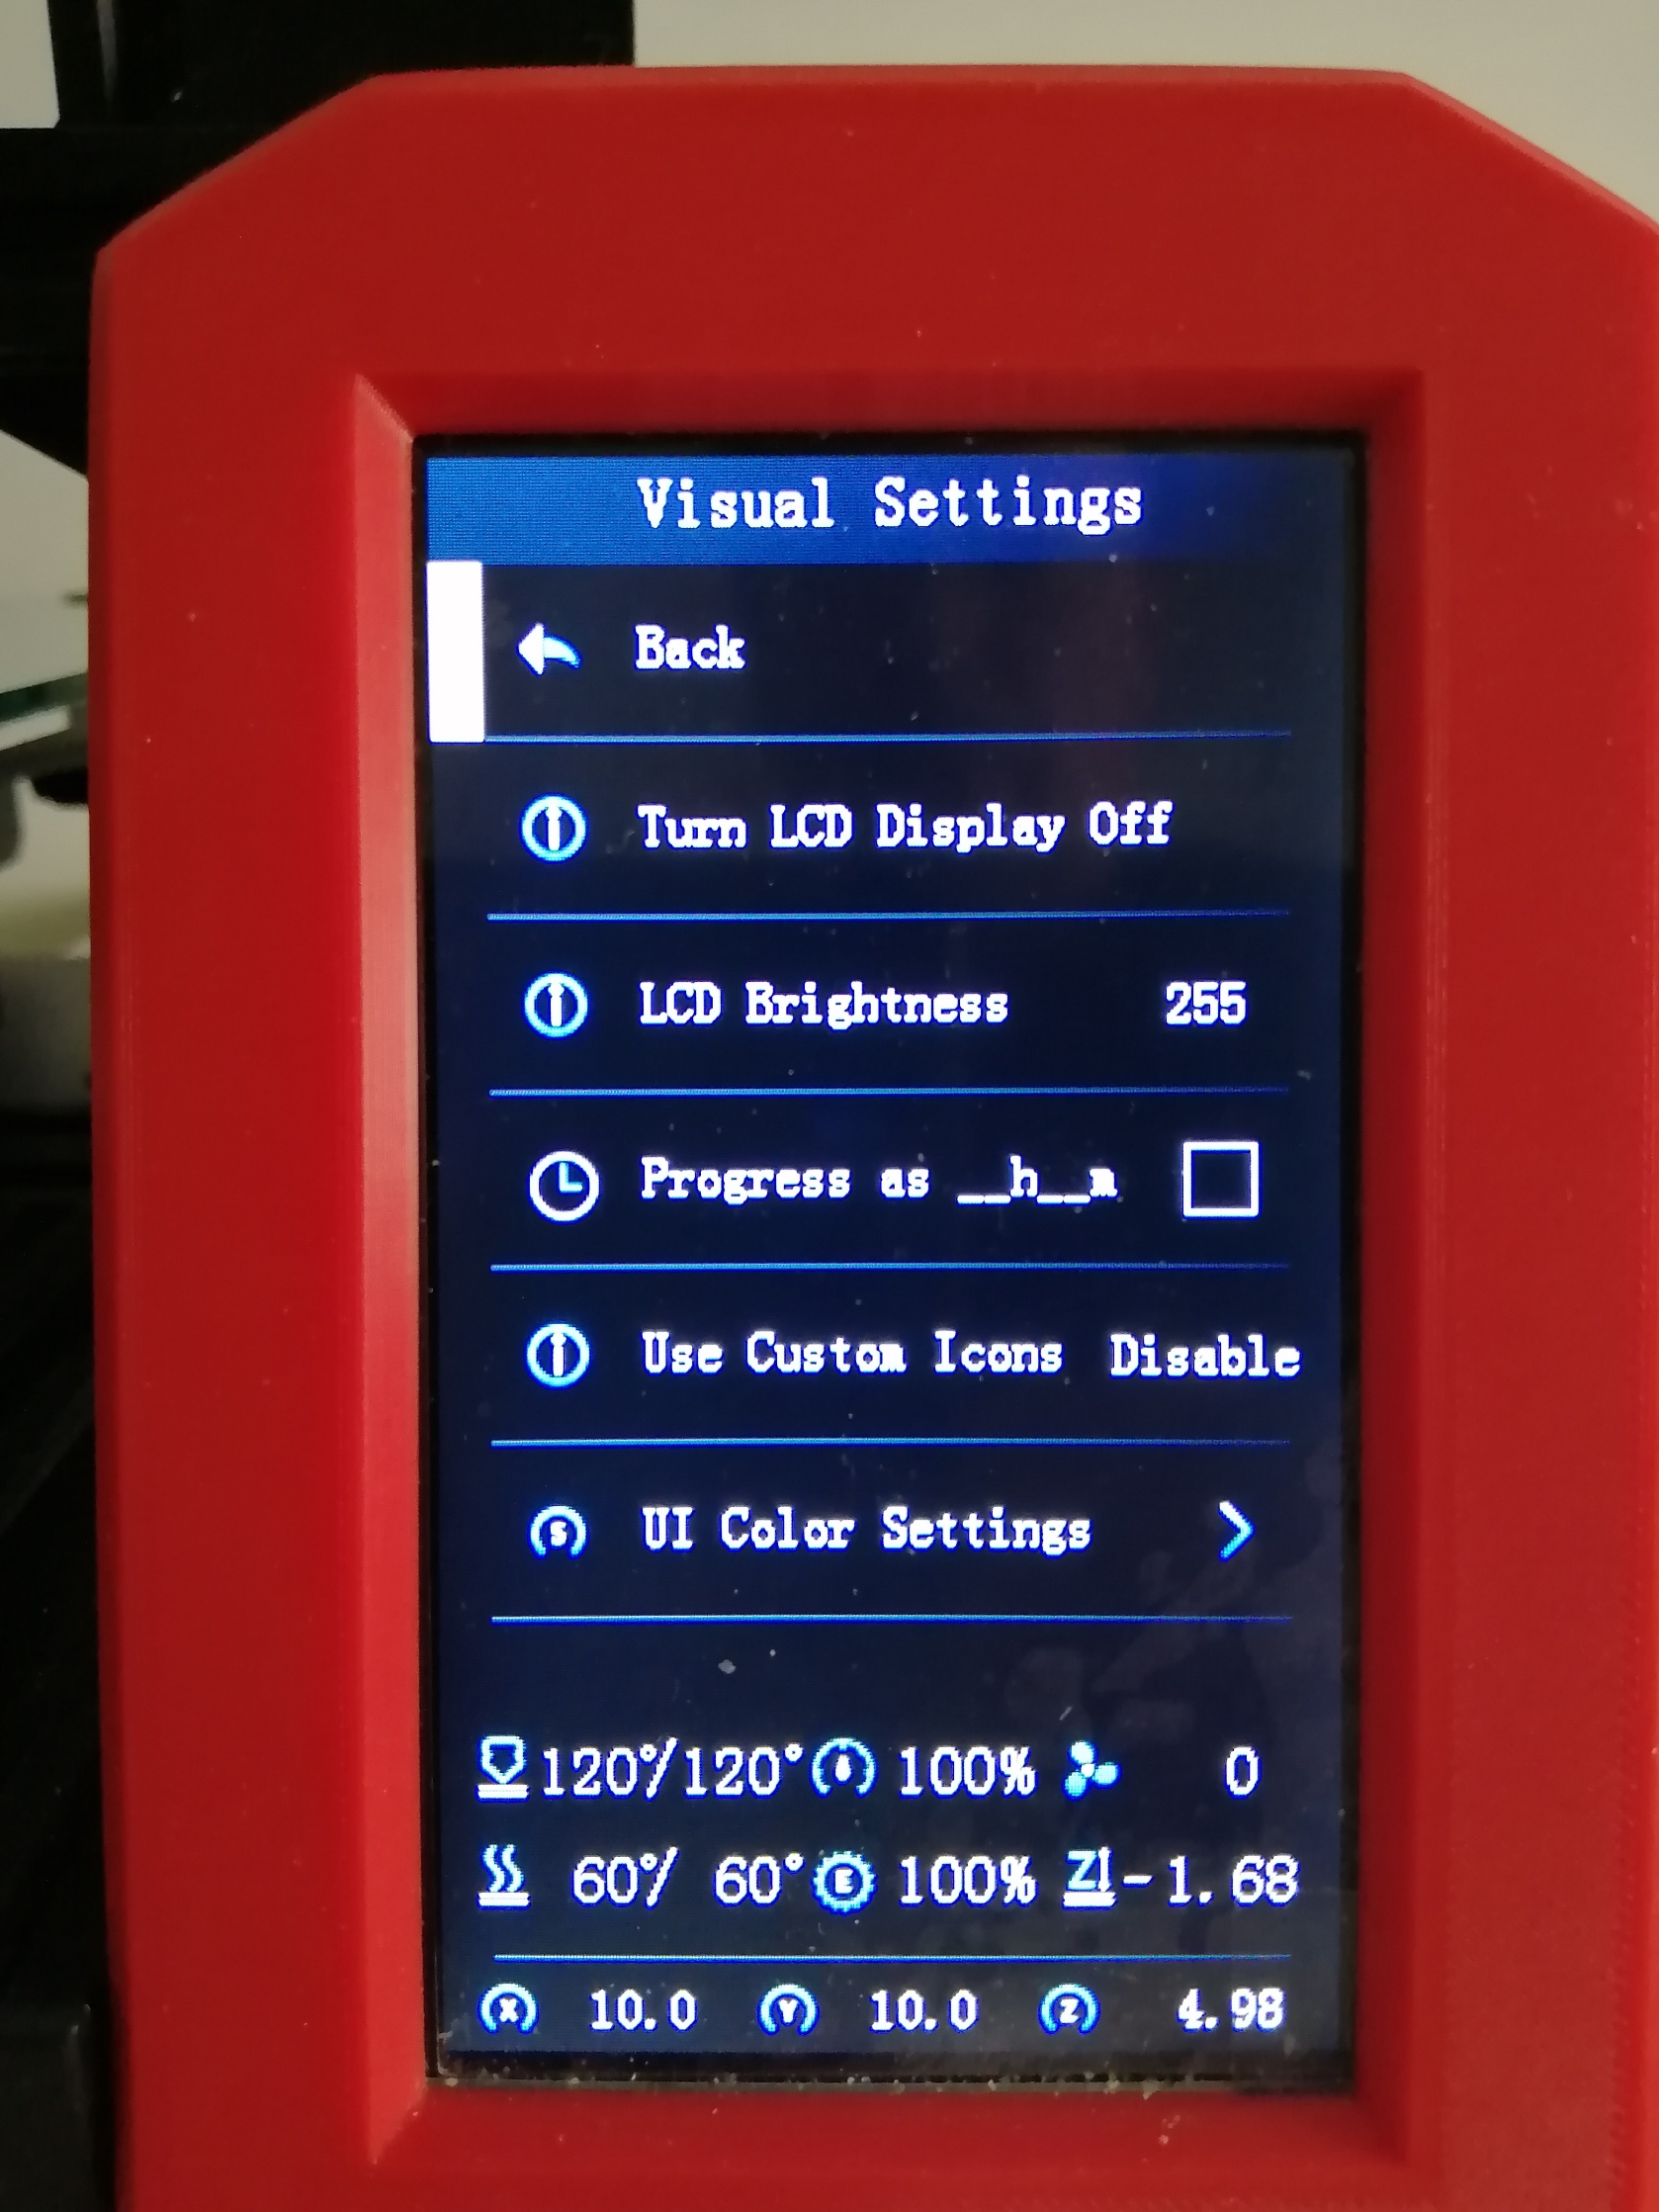 Visual Settings
Back
Turn LCD Display Off
LCD Brightness 255
Progress as __h__m
Use Custom Icons Disable
S UI Color Settings
120°/120° 100% 0
60°/ 60° E 100% Z -1.68
X 10.0 Y 10.0 Z 4.98